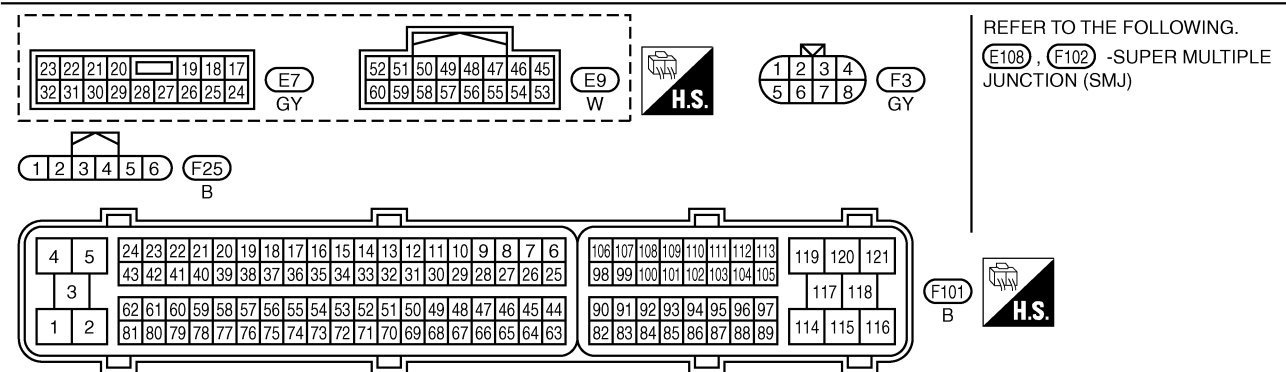 23 22 21 20 19 18 17
32 31 30 29 28 27 26 25 24
E7
GY
52 51 50 49 48 47 46 45
60 59 58 57 56 55 54 53
E9
W
H.S.
1 2 3 4
5 6 7 8
F3
GY
REFER TO THE FOLLOWING.
E108 , F102 -SUPER MULTIPLE
JUNCTION (SMJ)
1 2 3 4 5 6
F25
B
4 5
3
1 2
24 23 22 21 20 19 18 17 16 15 14 13 12 11 10 9 8 7 6
43 42 41 40 39 38 37 36 35 34 33 32 31 30 29 28 27 26 25
62 61 60 59 58 57 56 55 54 53 52 51 50 49 48 47 46 45 44
81 80 79 78 77 76 75 74 73 72 71 70 69 68 67 66 65 64 63
106 107 108 109 110 111 112 113
98 99 100 101 102 103 104 105
90 91 92 93 94 95 96 97
82 83 84 85 86 87 88 89
119 120 121
117 118
114 115 116
F101
B
H.S.